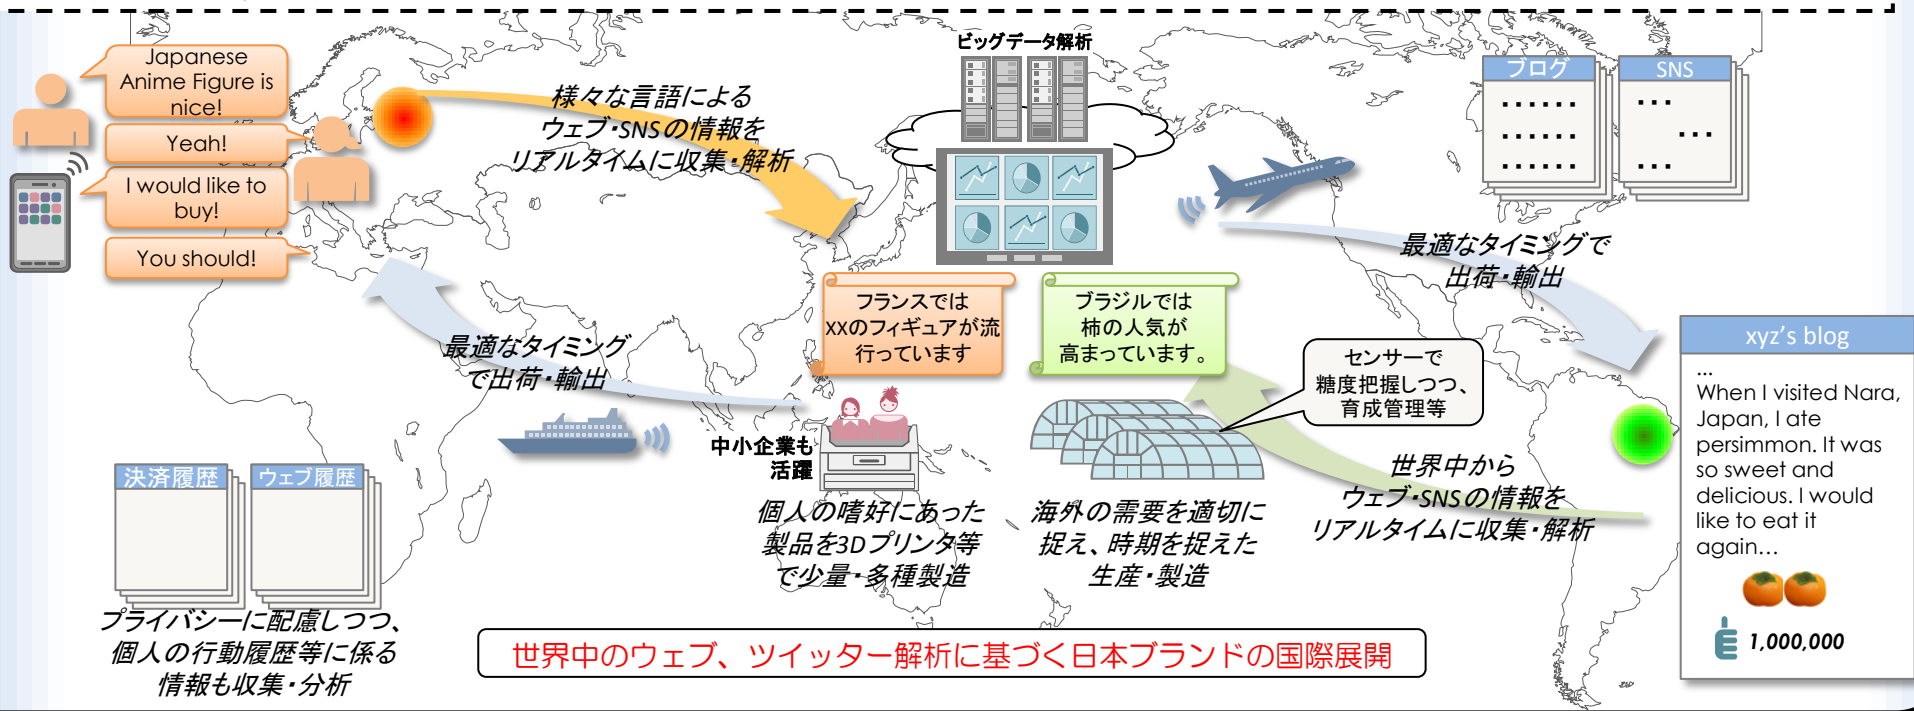 Japanese
Anime Figure is
nice!
Yeah!
I would like to
buy!
You should!
様々な言語による
ウェブ・SNSの情報を
リアルタイムに収集・解析
ビッグデータ解析
ブログ
・・・・・・
・・・・・・
・・・・・・
SNS
・・・
・・・
・・・
最適なタイミングで
出荷・輸出
フランスでは
XXのフィギュアが流
行っています
ブラジルでは
柿の人気が
高まっています。
センサーで
糖度把握しつつ、
育成管理等
最適なタイミング
で出荷・輸出
中小企業も
活躍
個人の嗜好にあった
製品を3Dプリンタ等
で少量・多種製造
海外の需要を適切に
捉え、時期を捉えた
生産・製造
世界中から
ウェブ・SNSの情報を
リアルタイムに収集・解析
xyz's blog
...
When I visited Nara,
Japan, I ate
persimmon. It was
so sweet and
delicious. I would
like to eat it
again…
1,000,000
決済履歴
ウェブ履歴
プライバシーに配慮しつつ、
個人の行動履歴等に係る
情報も収集・分析
世界中のウェブ、ツイッター解析に基づく日本ブランドの国際展開